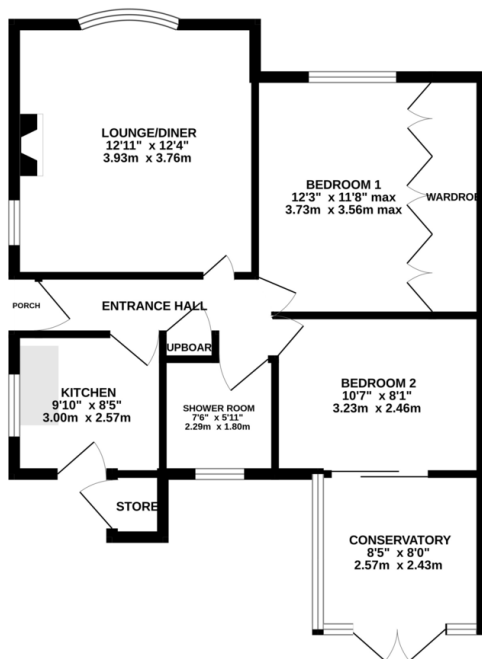 LOUNGE/DINER
12'11" x 12'4"
3.93m x 3.76m
BEDROOM 1
12'3" x 11'8" max
3.73m x 3.56m max
WARDROB
PORCH
ENTRANCE HALL
UPBOAR
KITCHEN
9'10" x 8'5"
3.00m x 2.57m
SHOWER ROOM
7'6" x 5'11"
2.29m x 1.80m
BEDROOM 2
10'7" x 8'1"
3.23m x 2.46m
STORE
CONSERVATORY
8'5" x 8'0"
2.57m x 2.43m